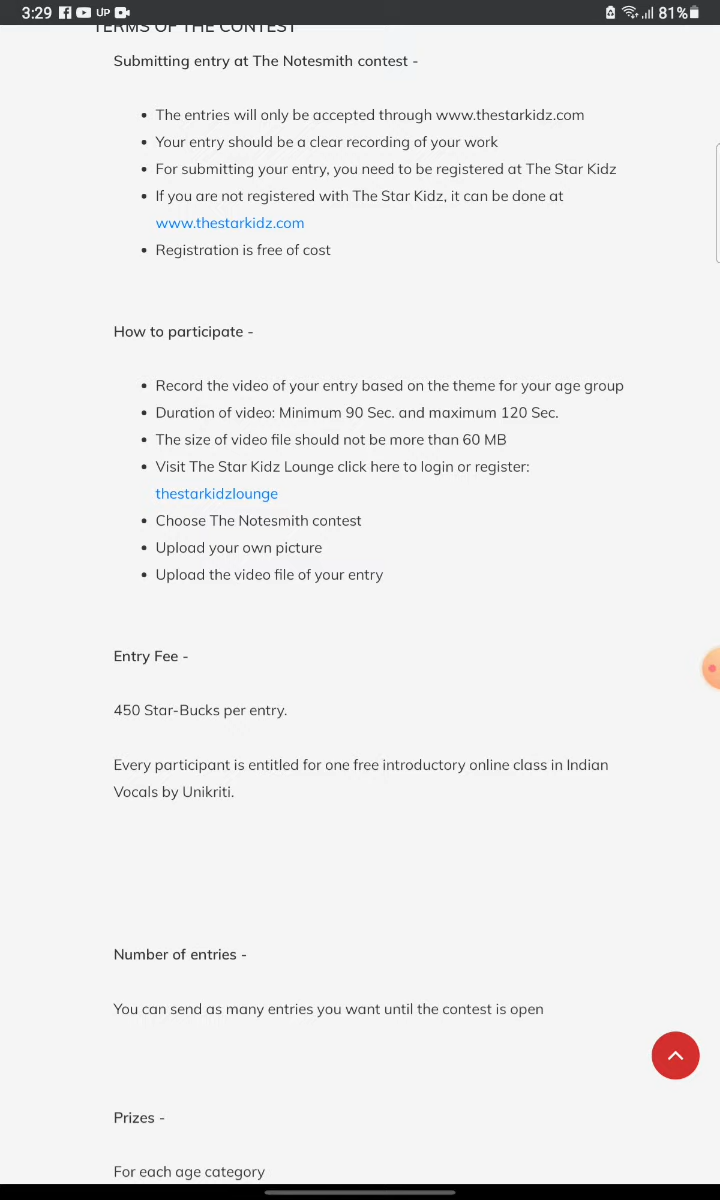 3:29 UP 81%
TERMS OF THE CONTEST
Submitting entry at The Notesmith contest -
• The entries will only be accepted through www.thestarkidz.com
• Your entry should be a clear recording of your work
• For submitting your entry, you need to be registered at The Star Kidz
• If you are not registered with The Star Kidz, it can be done at
www.thestarkidz.com
• Registration is free of cost
How to participate -
• Record the video of your entry based on the theme for your age group
• Duration of video: Minimum 90 Sec. and maximum 120 Sec.
• The size of video file should not be more than 60 MB
• Visit The Star Kidz Lounge click here to login or register:
thestarkidzlounge
• Choose The Notesmith contest
• Upload your own picture
• Upload the video file of your entry
Entry Fee -
450 Star-Bucks per entry.
Every participant is entitled for one free introductory online class in Indian
Vocals by Unikriti.
Number of entries -
You can send as many entries you want until the contest is open
Prizes -
For each age category